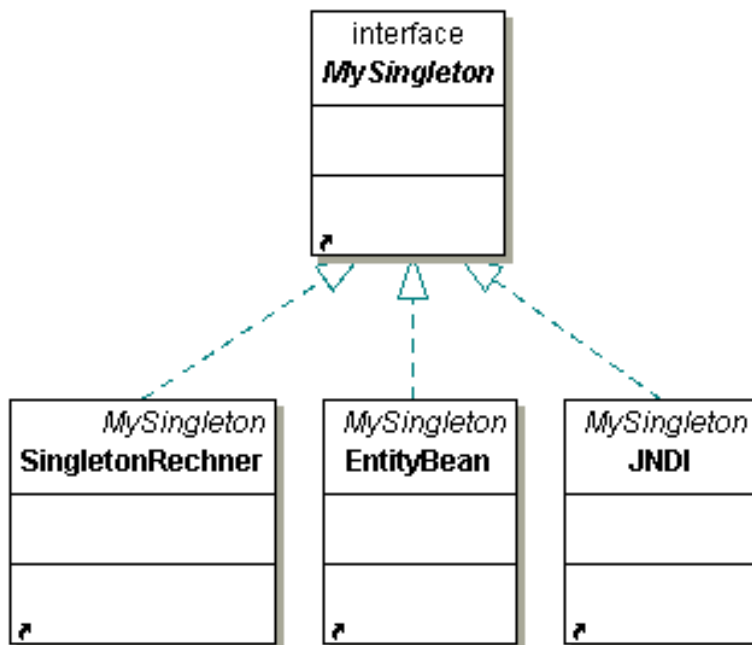 interface
MySingleton
MySingleton
SingletonRechner
MySingleton
EntityBean
MySingleton
JNDI